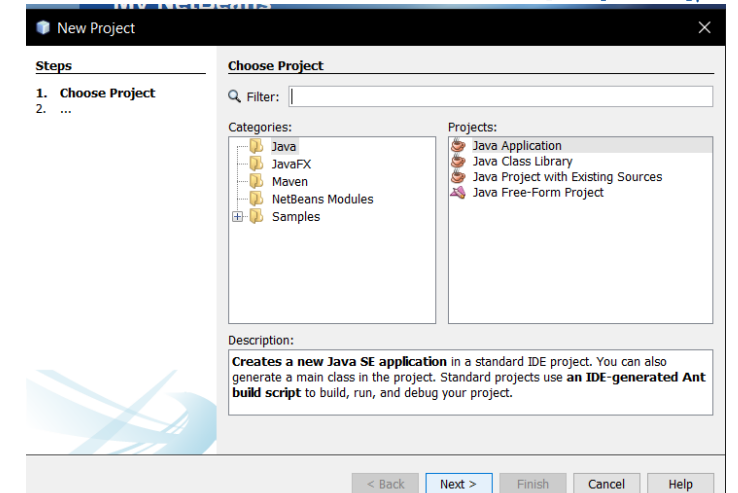 My NetBeans
New Project
Steps
1. Choose Project
2. ...
Choose Project
Filter:
Categories:
Java
JavaFX
Maven
NetBeans Modules
Samples
Projects:
Java Application
Java Class Library
Java Project with Existing Sources
Java Free-Form Project
Description:
Creates a new Java SE application in a standard IDE project. You can also
generate a main class in the project. Standard projects use an IDE-generated Ant
build script to build, run, and debug your project.
< Back
Next >
Finish
Cancel
Help